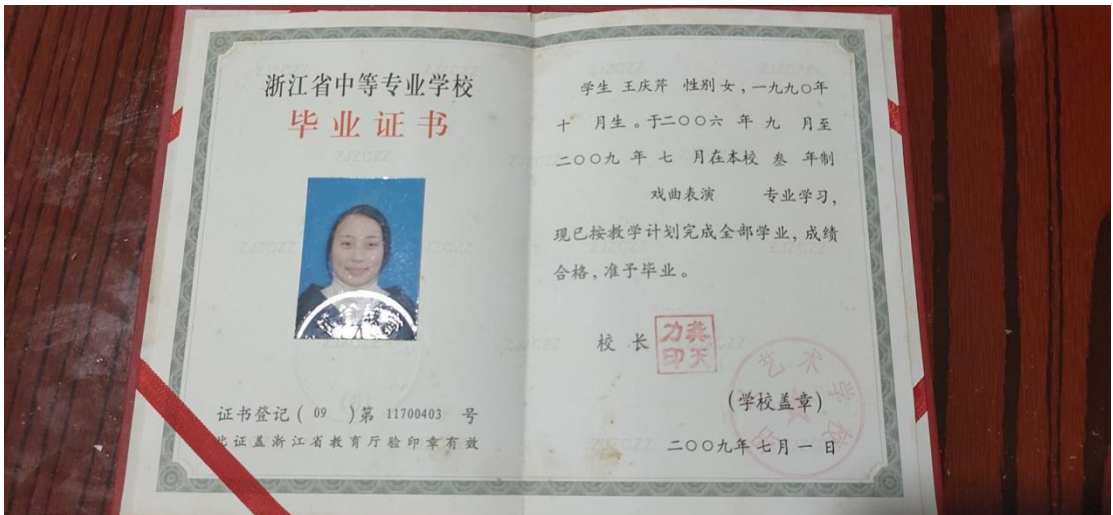 浙江省中等专业学校
毕业证书
证书登记( 09 )第 11700403 号
此证盖浙江省教育厅验印章有效
学生 王庆芹 性别 女,一九九〇年
十 月生。于二〇〇六 年 九 月至
二〇〇九 年 七 月在本校 叁 年制
戏曲表演 专业学习,
现已按教学计划完成全部学业,成绩
合格,准予毕业。
校 长
(学校盖章)
艺术学校
二〇〇九年七月一日